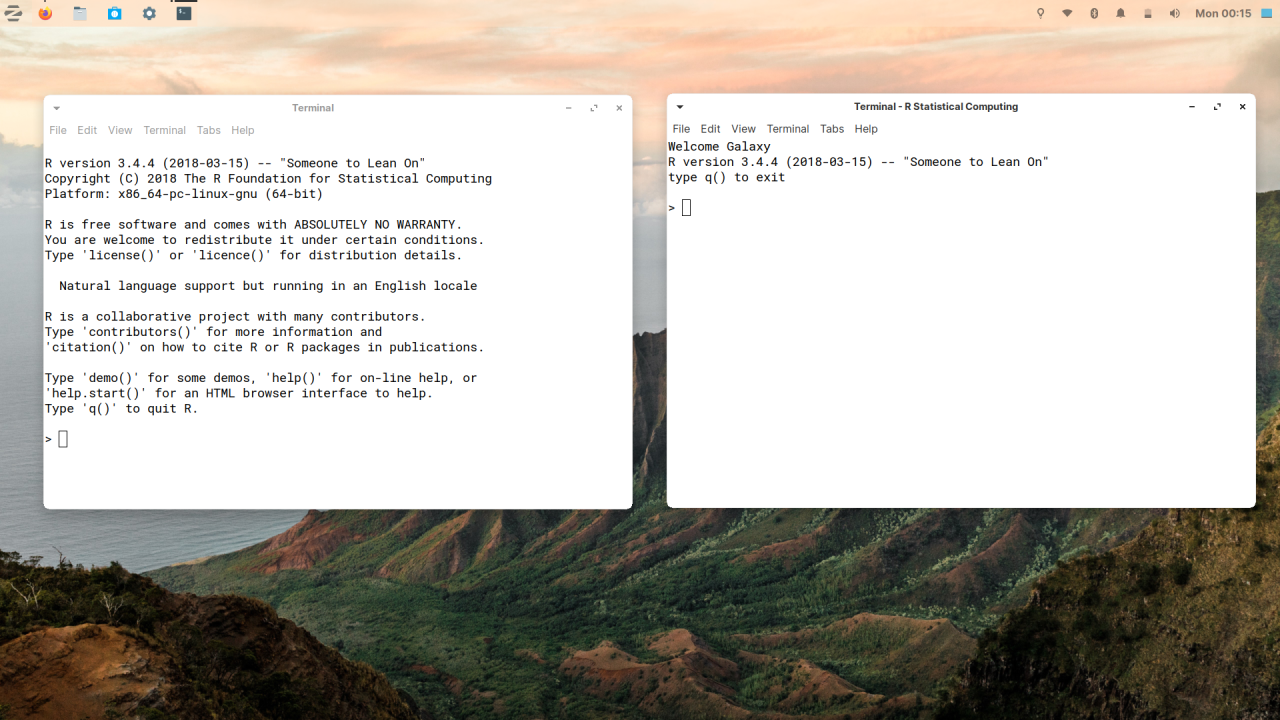 Mon 00:15
Terminal
File Edit View Terminal Tabs Help
R version 3.4.4 (2018-03-15) -- "Someone to Lean On"
Copyright (C) 2018 The R Foundation for Statistical Computing
Platform: x86_64-pc-linux-gnu (64-bit)
R is free software and comes with ABSOLUTELY NO WARRANTY.
You are welcome to redistribute it under certain conditions.
Type 'license()' or 'licence()' for distribution details.
Natural language support but running in an English locale
R is a collaborative project with many contributors.
Type 'contributors()' for more information and
'citation()' on how to cite R or R packages in publications.
Type 'demo()' for some demos, 'help()' for on-line help, or
'help.start()' for an HTML browser interface to help.
Type 'q()' to quit R.
>
Terminal - R Statistical Computing
File Edit View Terminal Tabs Help
Welcome Galaxy
R version 3.4.4 (2018-03-15) -- "Someone to Lean On"
type q() to exit
>